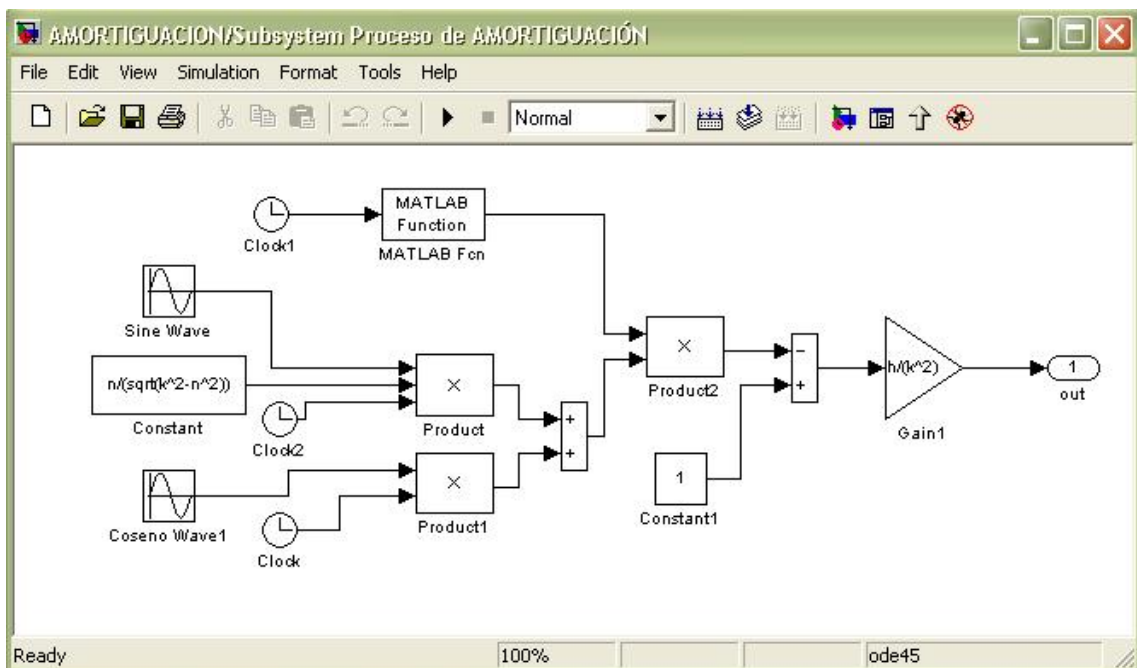 AMORTIGUACION/Subsystem Proceso de AMORTIGUACIÓN
File Edit View Simulation Format Tools Help
Normal
MATLAB
Function
MATLAB Fcn
Clock1
Sine Wave
n/(sqrt(k^2-n^2))
Constant
Clock2
×
Product
Coseno Wave1
Clock
×
Product1
+
+
×
Product2
1
Constant1
−
+
h/(k^2)
Gain1
1
out
Ready 100% ode45